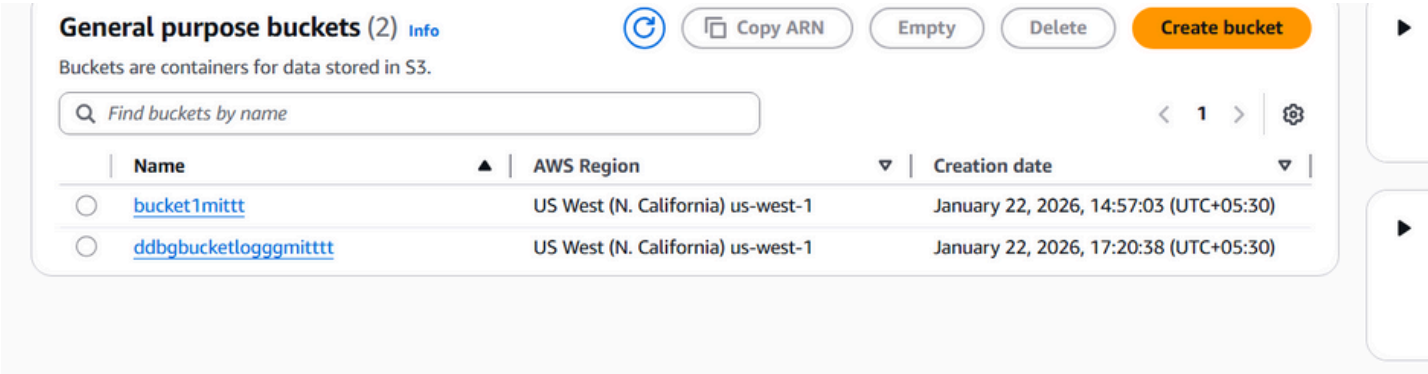 General purpose buckets (2) Info
Copy ARN
Empty
Delete
Create bucket
Buckets are containers for data stored in S3.
Find buckets by name
1
Name AWS Region Creation date
bucket1mittt US West (N. California) us-west-1 January 22, 2026, 14:57:03 (UTC+05:30)
ddbgbucketlogggmitttt US West (N. California) us-west-1 January 22, 2026, 17:20:38 (UTC+05:30)